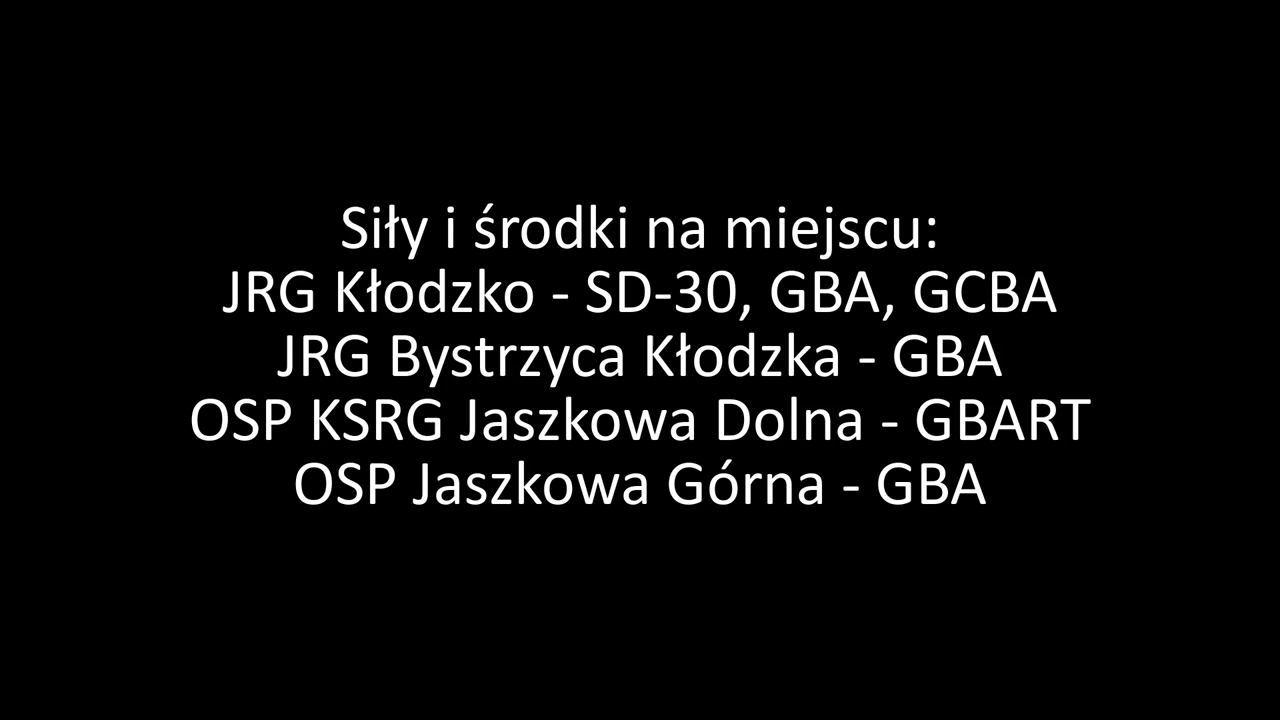 Siły i środki na miejscu:
JRG Kłodzko - SD-30, GBA, GCBA
JRG Bystrzyca Kłodzka - GBA
OSP KSRG Jaszkowa Dolna - GBART
OSP Jaszkowa Górna - GBA